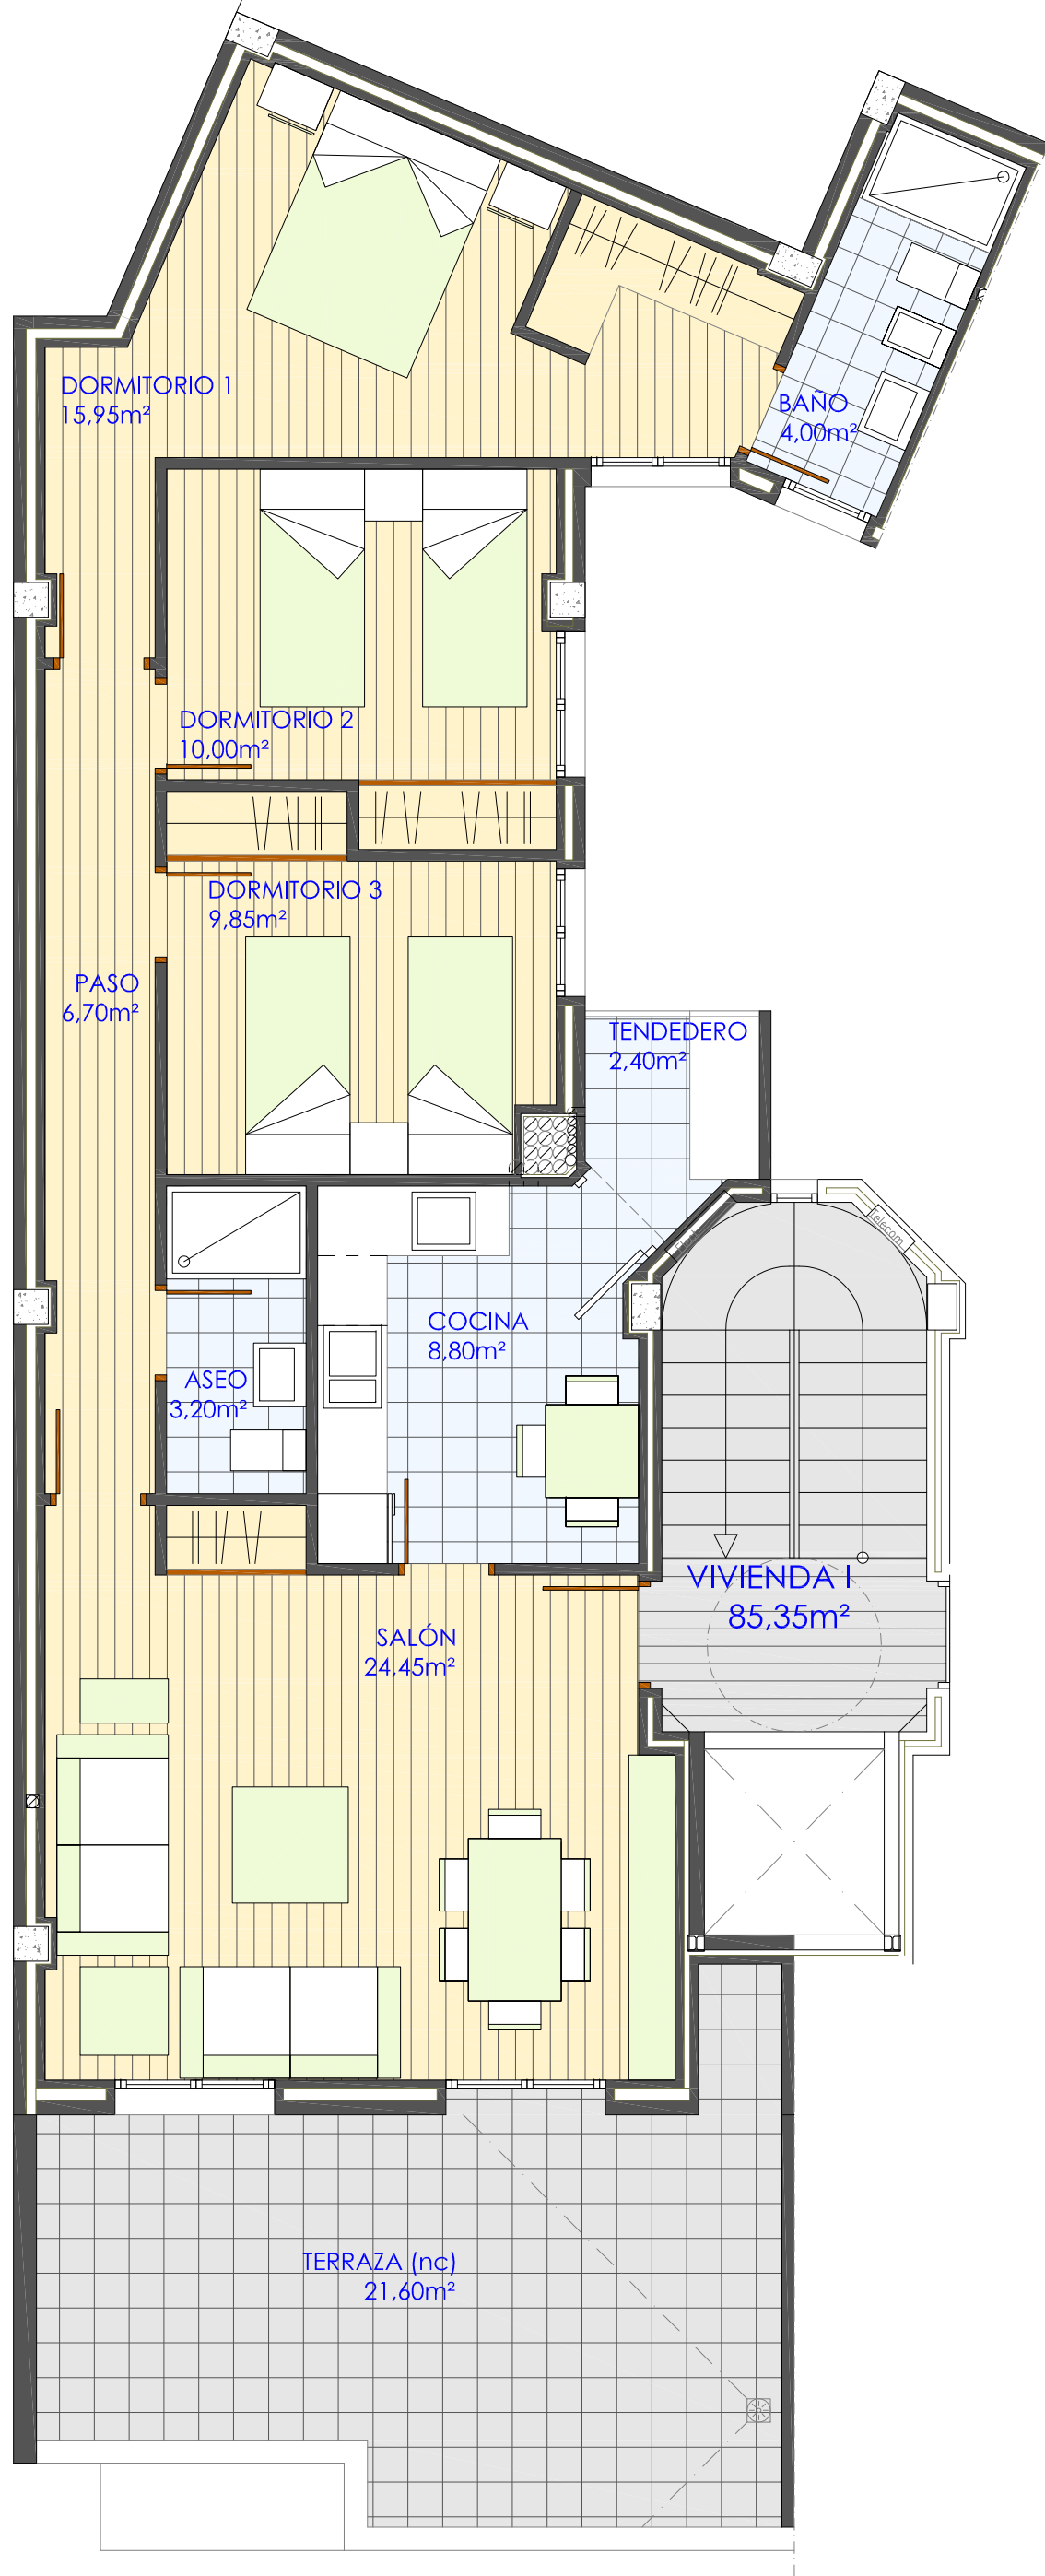 DORMITORIO 1
15,95m²
BAÑO
4,00m²
DORMITORIO 2
10,00m²
DORMITORIO 3
9,85m²
PASO
6,70m²
TENDEDERO
2,40m²
Telecom
COCINA
8,80m²
ASEO
3,20m²
VIVIENDA I
85,35m²
SALÓN
24,45m²
TERRAZA (nc)
21,60m²